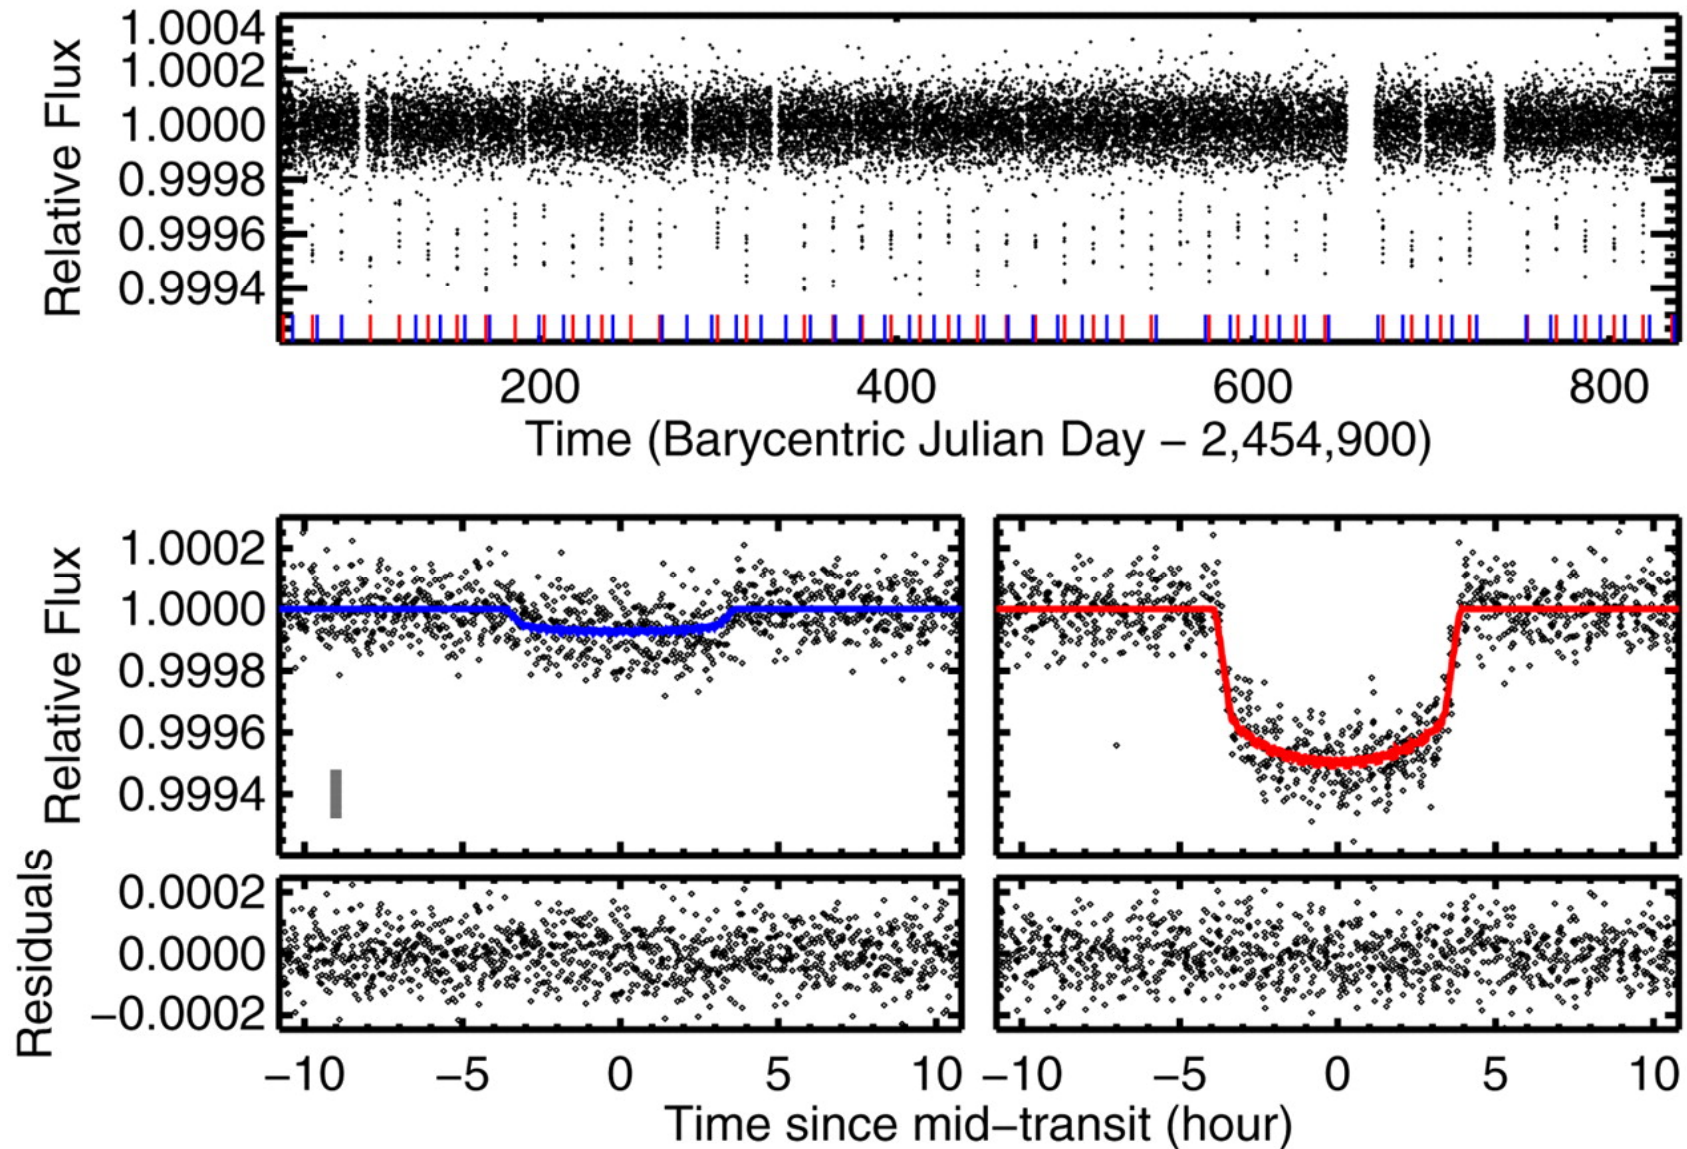 Relative Flux
1.0004
1.0002
1.0000
0.9998
0.9996
0.9994
200 400 600 800
Time (Barycentric Julian Day − 2,454,900)
Relative Flux
1.0002
1.0000
0.9998
0.9996
0.9994
Residuals
0.0002
0.0000
−0.0002
−10 −5 0 5 10 −10 −5 0 5 10
Time since mid−transit (hour)